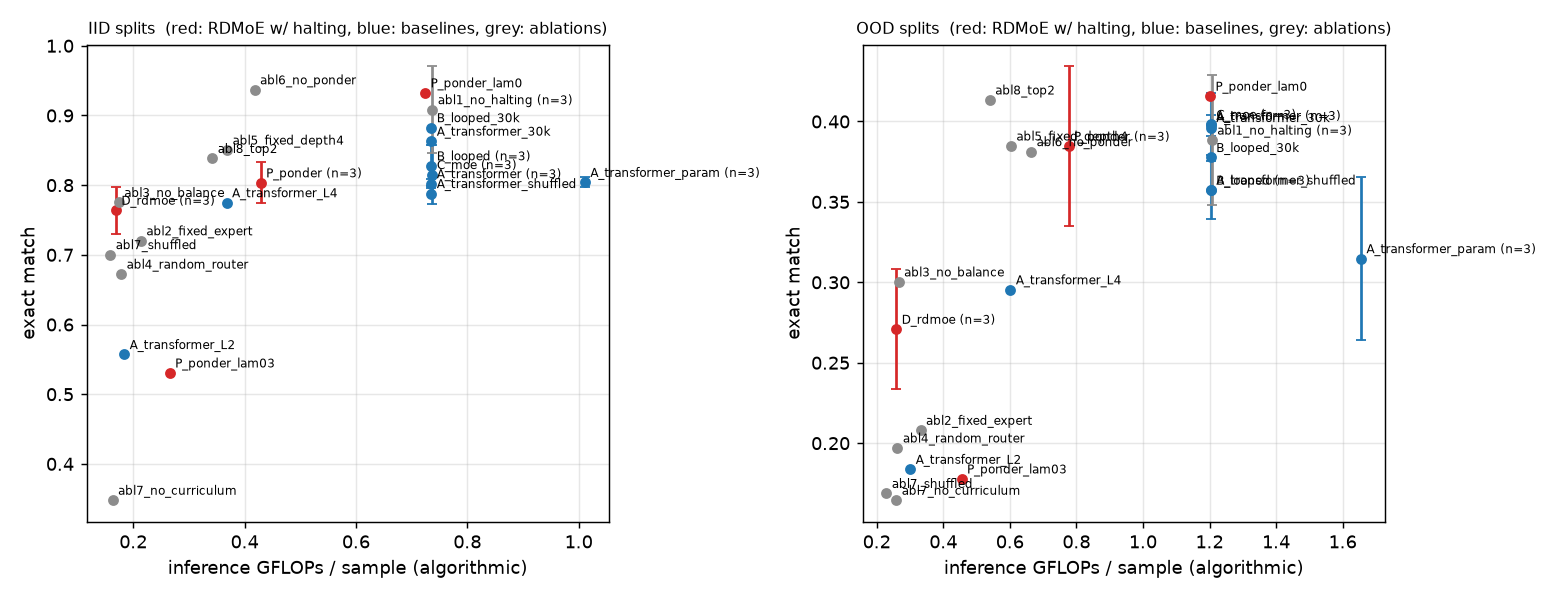 IID splits  (red: RDMoE w/ halting, blue: baselines, grey: ablations)
1.0
0.9
0.8
0.7
0.6
0.5
0.4
exact match
abl6_no_ponder
P_ponder_lam0
abl1_no_halting (n=3)
B_looped_30k
A_transformer_30k
abl5_fixed_depth4
abl8_top2
B_looped (n=3)
C_moe (n=3)
P_ponder (n=3)
A_transformer (n=3)
A_transformer_param (n=3)
A_transformer_shuffled
abl3_no_balance
A_transformer_L4
D_rdmoe (n=3)
abl2_fixed_expert
abl7_shuffled
abl4_random_router
A_transformer_L2
P_ponder_lam03
abl7_no_curriculum
0.2
0.4
0.6
0.8
1.0
inference GFLOPs / sample (algorithmic)
OOD splits  (red: RDMoE w/ halting, blue: baselines, grey: ablations)
0.40
0.35
0.30
0.25
0.20
exact match
abl8_top2
P_ponder_lam0
A_transformer_30k
abl1_no_halting (n=3)
abl5_fixed_depth4
P_ponder (n=3)
abl6_no_ponder
B_looped_30k
A_transformer_shuffled
A_transformer_param (n=3)
abl3_no_balance
A_transformer_L4
D_rdmoe (n=3)
abl2_fixed_expert
abl4_random_router
A_transformer_L2
P_ponder_lam03
abl7_shuffled
abl7_no_curriculum
0.2
0.4
0.6
0.8
1.0
1.2
1.4
1.6
inference GFLOPs / sample (algorithmic)